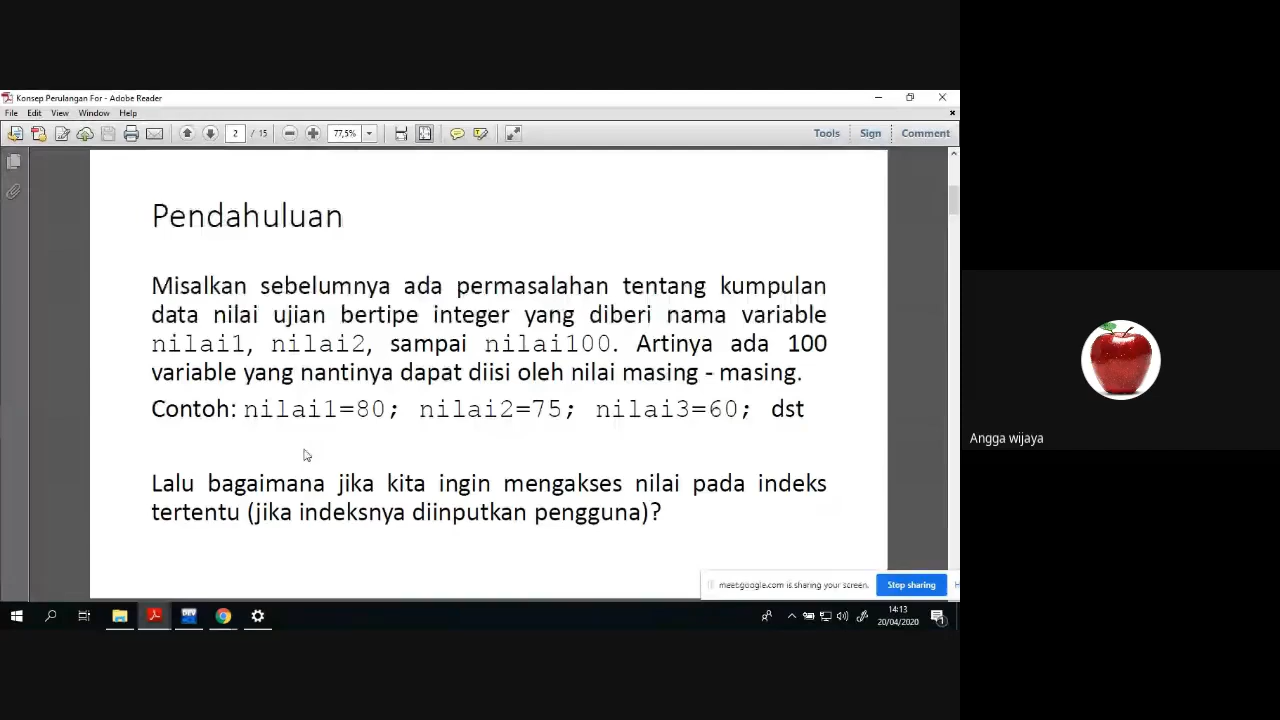 Konsep Perulangan For - Adobe Reader
File Edit View Window Help
2 / 15 77,5% Tools Sign Comment
Pendahuluan
Misalkan sebelumnya ada permasalahan tentang kumpulan
data nilai ujian bertipe integer yang diberi nama variable
nilai1, nilai2, sampai nilai100. Artinya ada 100
variable yang nantinya dapat diisi oleh nilai masing - masing.
Contoh: nilai1=80; nilai2=75; nilai3=60; dst
Lalu bagaimana jika kita ingin mengakses nilai pada indeks
tertentu (jika indeksnya diinputkan pengguna)?
meet.google.com is sharing your screen. Stop sharing H
DEV
14:13
20/04/2020
1
Angga wijaya